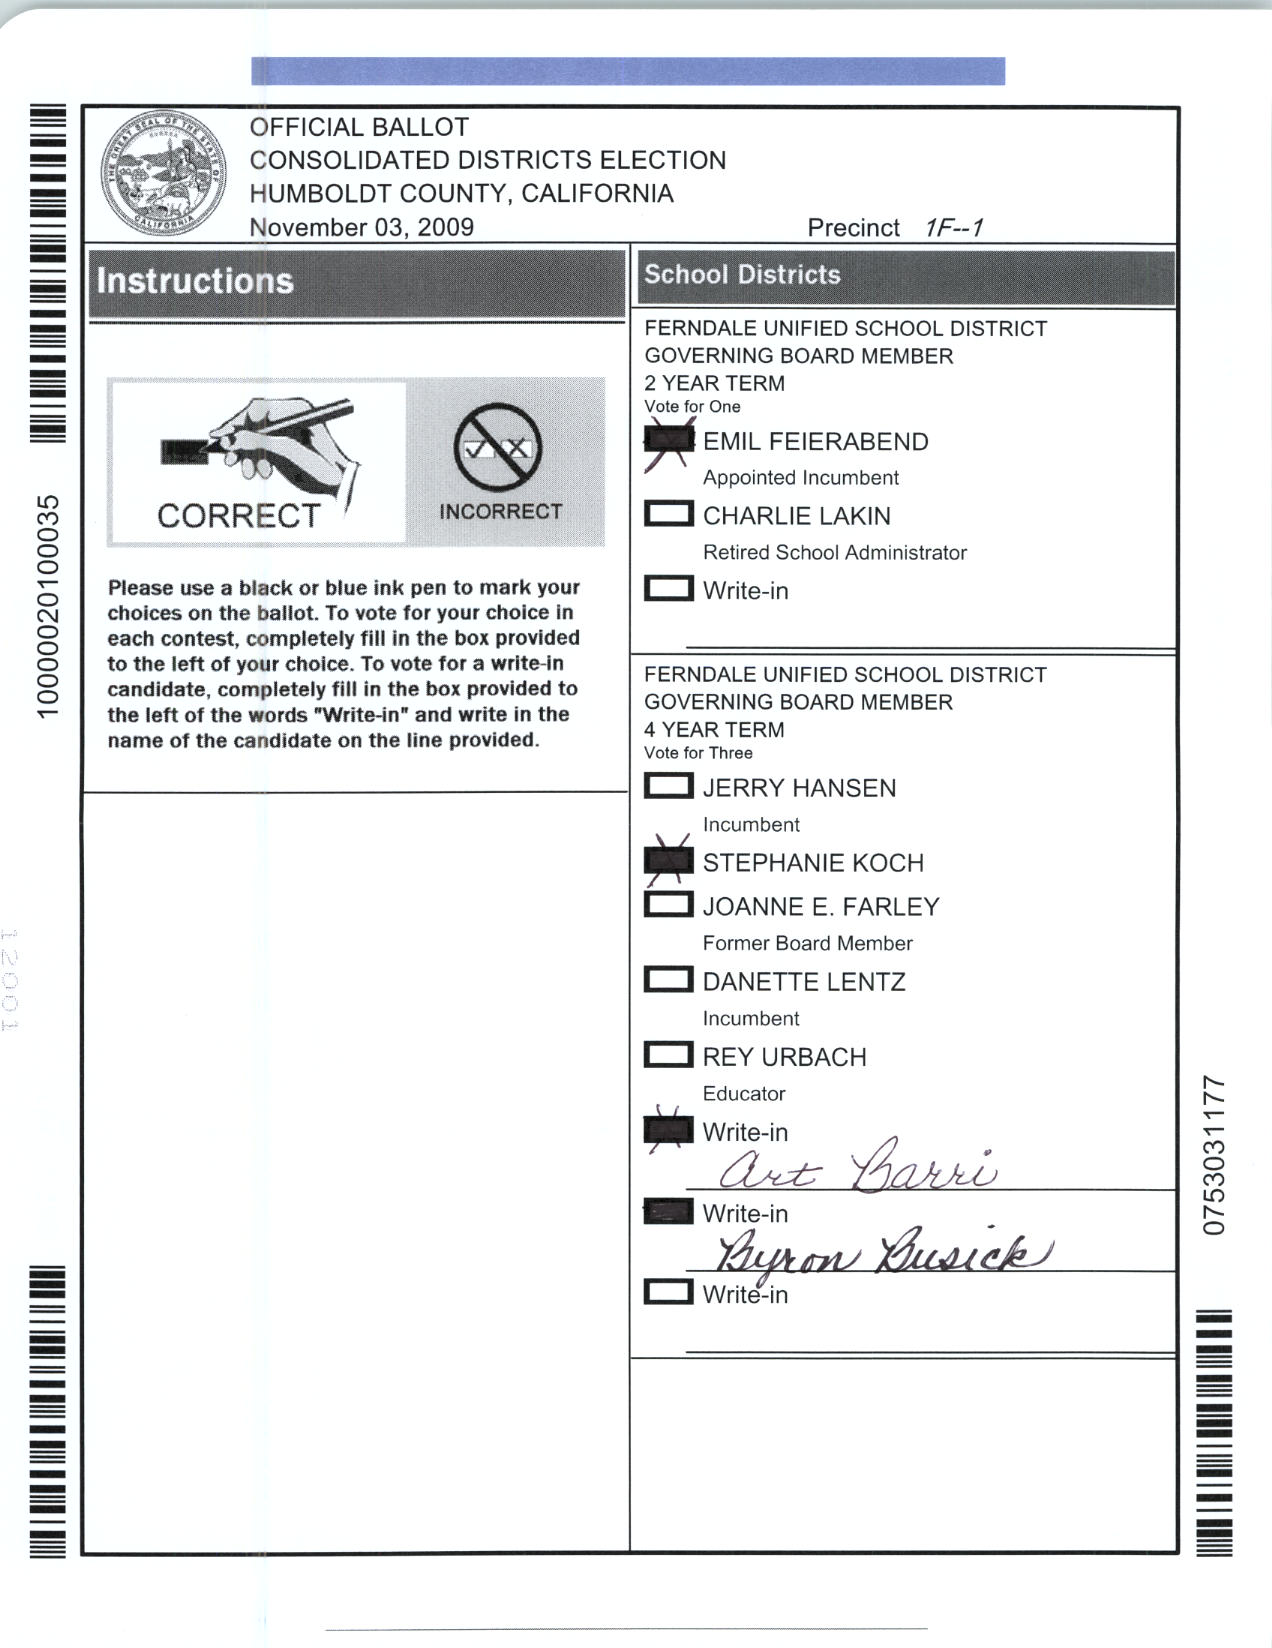 OFFICIAL BALLOT
CONSOLIDATED DISTRICTS ELECTION
HUMBOLDT COUNTY, CALIFORNIA
November 03, 2009
Precinct 1F--1
THE GREAT SEAL OF THE STATE OF CALIFORNIA
EUREKA
Instructions
CORRECT
INCORRECT
Please use a black or blue ink pen to mark your
choices on the ballot. To vote for your choice in
each contest, completely fill in the box provided
to the left of your choice. To vote for a write-in
candidate, completely fill in the box provided to
the left of the words "Write-in" and write in the
name of the candidate on the line provided.
School Districts
FERNDALE UNIFIED SCHOOL DISTRICT
GOVERNING BOARD MEMBER
2 YEAR TERM
Vote for One
EMIL FEIERABEND
Appointed Incumbent
CHARLIE LAKIN
Retired School Administrator
Write-in
FERNDALE UNIFIED SCHOOL DISTRICT
GOVERNING BOARD MEMBER
4 YEAR TERM
Vote for Three
JERRY HANSEN
Incumbent
STEPHANIE KOCH
JOANNE E. FARLEY
Former Board Member
DANETTE LENTZ
Incumbent
REY URBACH
Educator
Write-in
Art Barri
Write-in
Byron Busick
Write-in
10000020100035
0753031177
12001